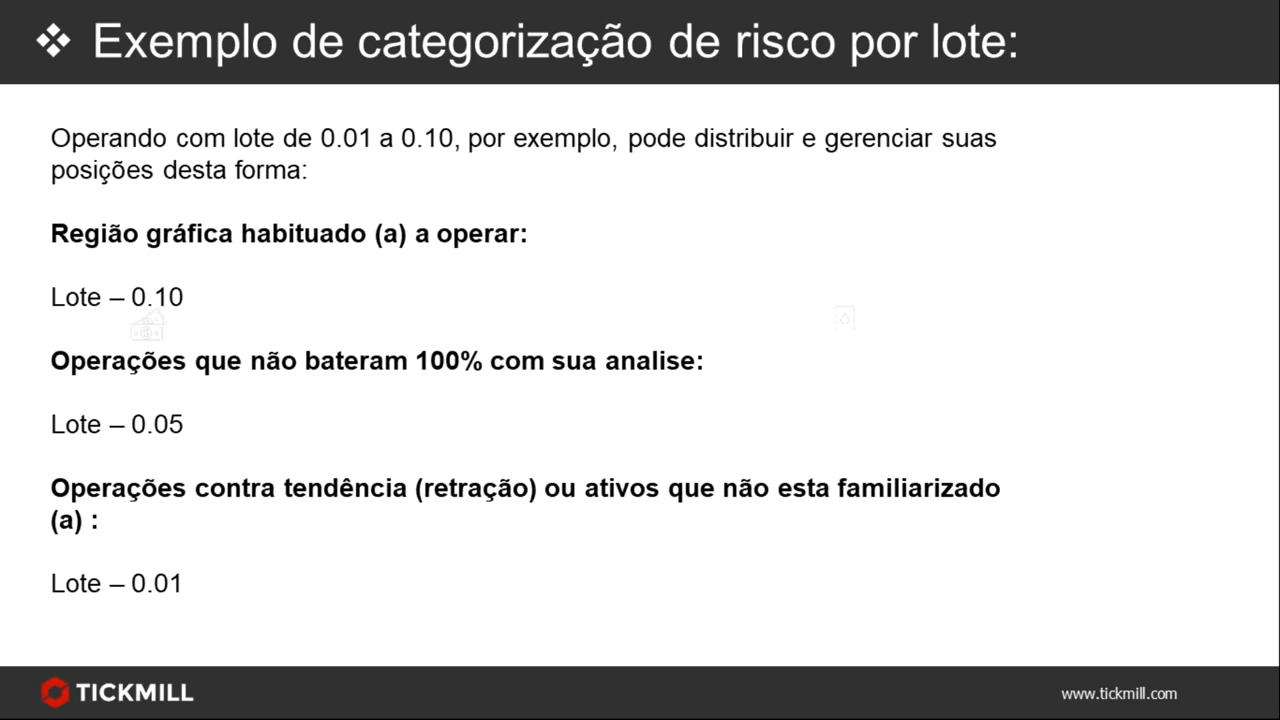 ❖ Exemplo de categorização de risco por lote:
Operando com lote de 0.01 a 0.10, por exemplo, pode distribuir e gerenciar suas
posições desta forma:
Região gráfica habituado (a) a operar:
Lote – 0.10
Operações que não bateram 100% com sua analise:
Lote – 0.05
Operações contra tendência (retração) ou ativos que não esta familiarizado
(a) :
Lote – 0.01
TICKMILL
www.tickmill.com